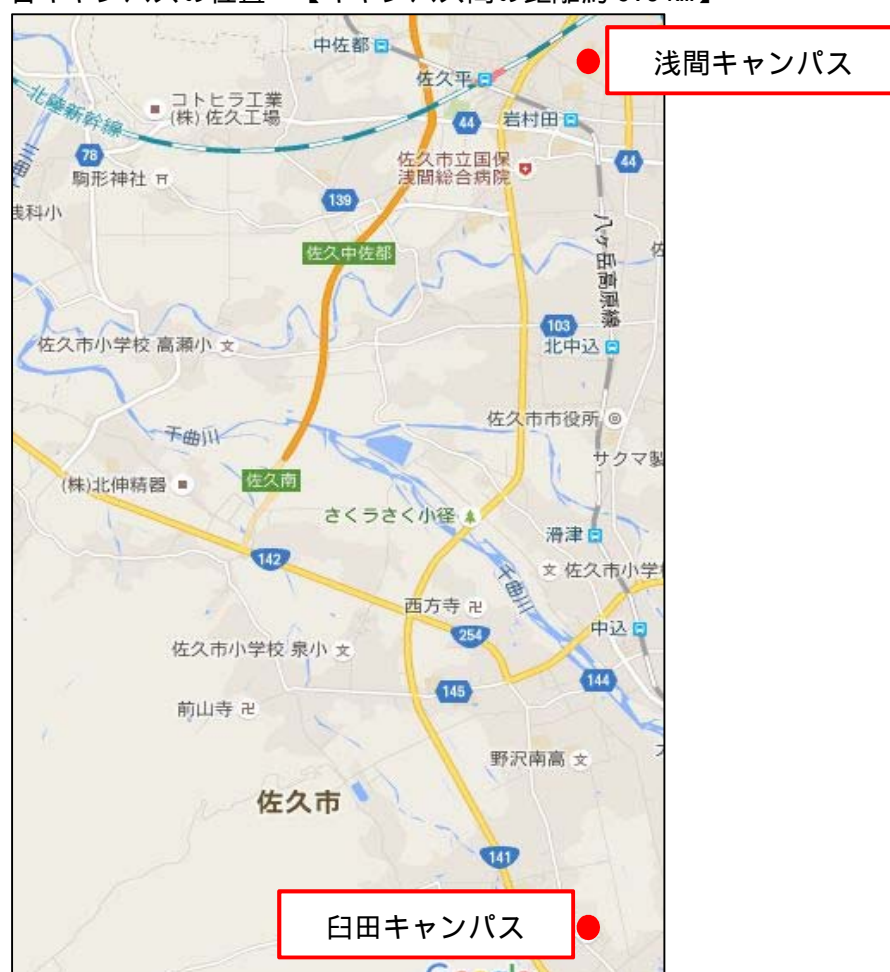 中佐都
佐久平
浅間キャンパス
北陸新幹線
コトヒラ工業
(株) 佐久工場
44
岩村田
78
佐久市立国保
浅間総合病院
44
駒形神社
139
浅科小
八ヶ岳高原線
佐久中佐都
103
佐久市小学校 高瀬小
北中込
千曲川
佐久市市役所
サクマ製
(株)北伸精器
佐久南
さくらさく小径
滑津
142
文 佐久市小学校
千曲川
西方寺
254
中込
佐久市小学校 泉小 文
145
144
前山寺
野沢南高 文
佐久市
141
臼田キャンパス